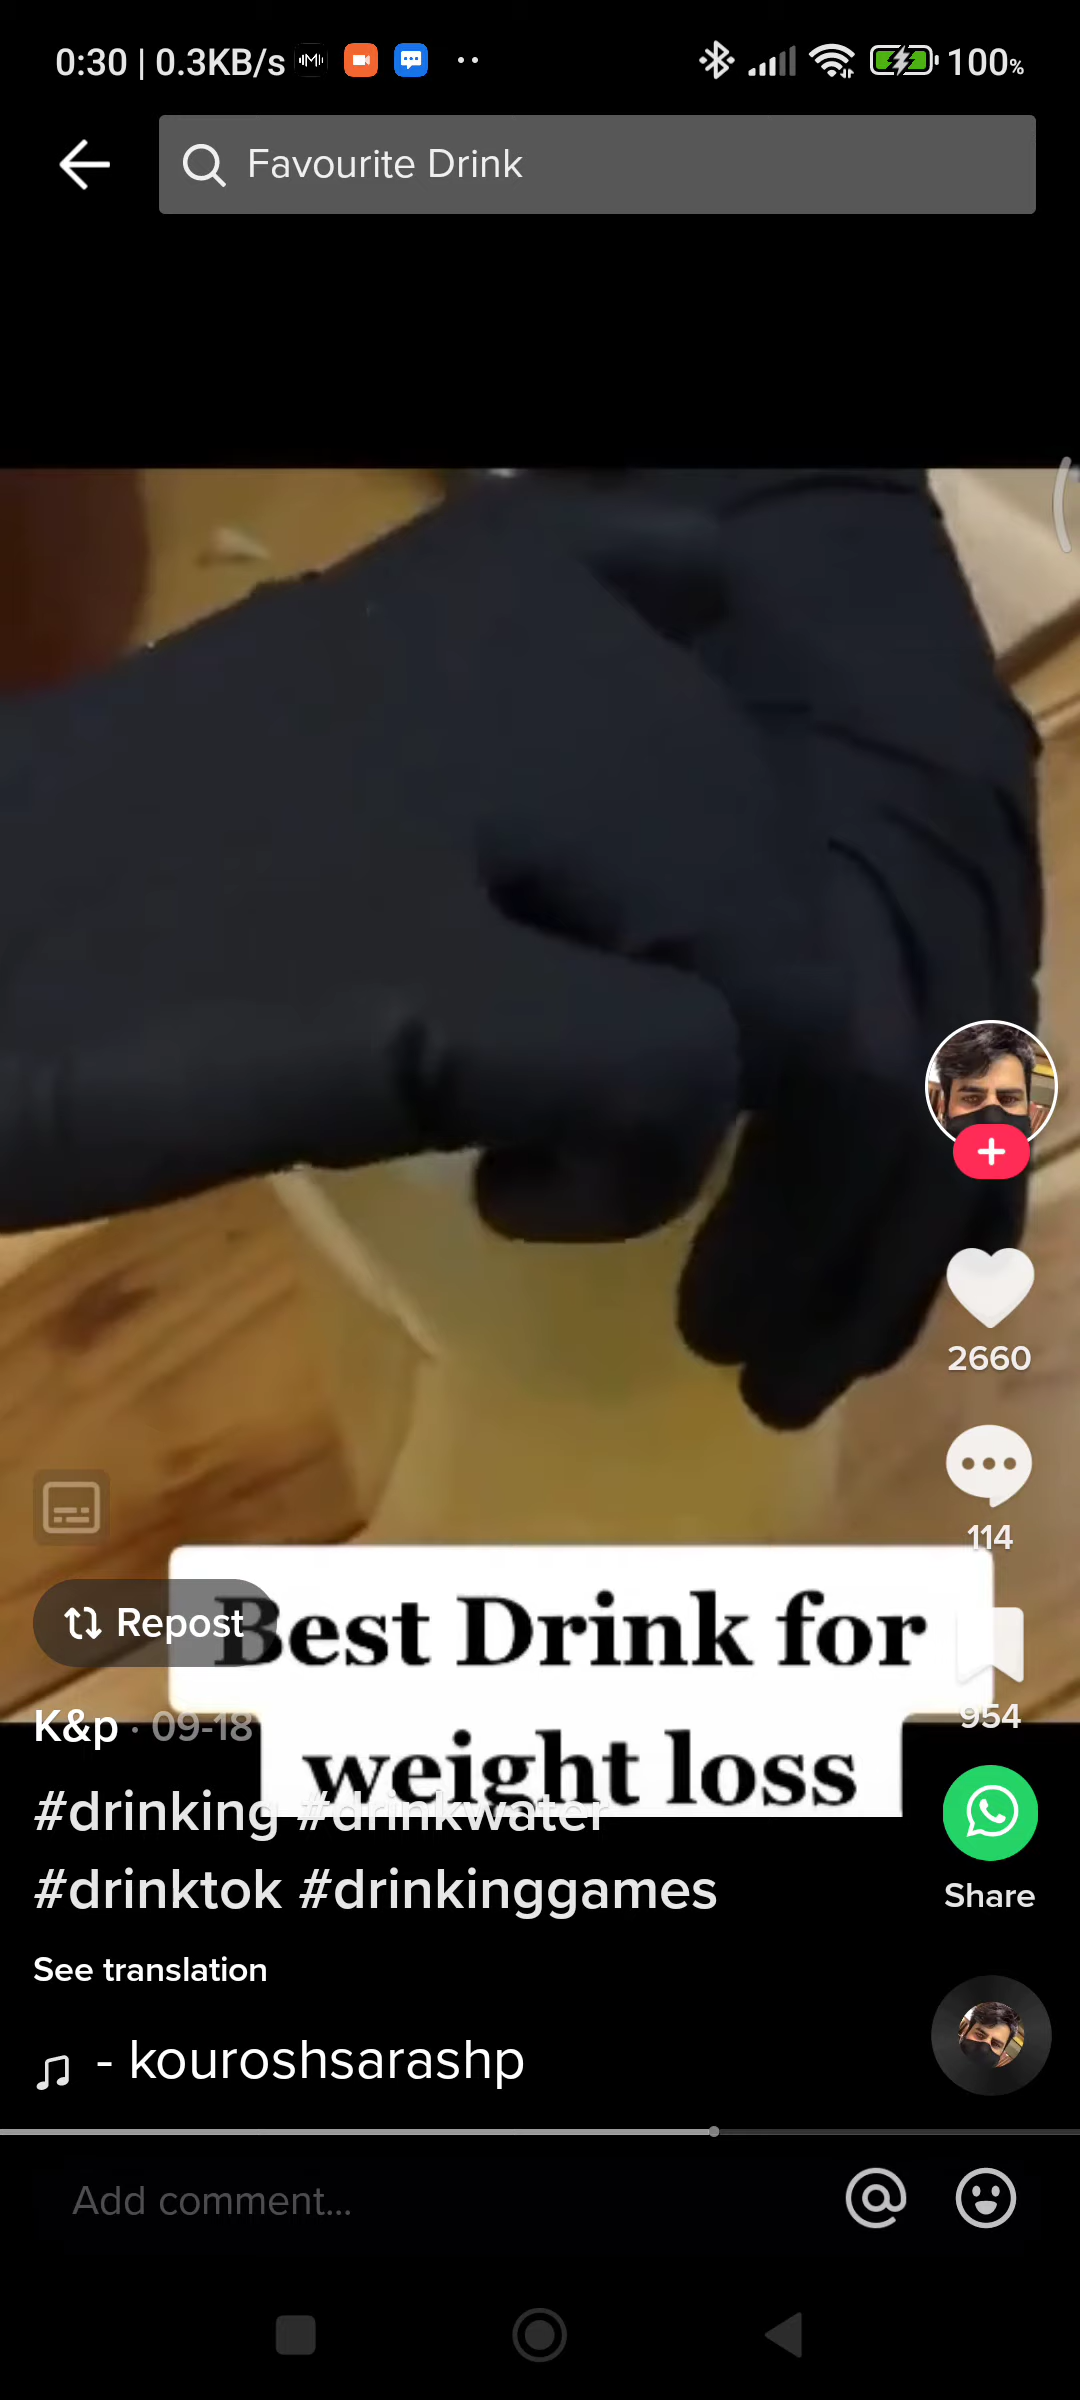 0:30 | 0.3KB/s
100%
Favourite Drink
2660
114
Repost
Best Drink for
weight loss
954
K&p · 09-18
#drinking #drinkwater
#drinktok #drinkinggames
Share
See translation
- kouroshsarashp
Add comment...